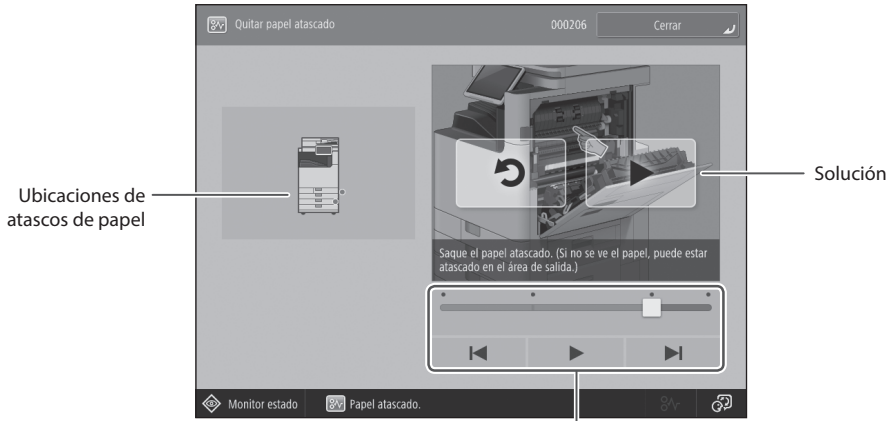 Quitar papel atascado
000206
Cerrar
Ubicaciones de
atascos de papel
Solución
Saque el papel atascado. (Si no se ve el papel, puede estar
atascado en el área de salida.)
Monitor estado
Papel atascado.